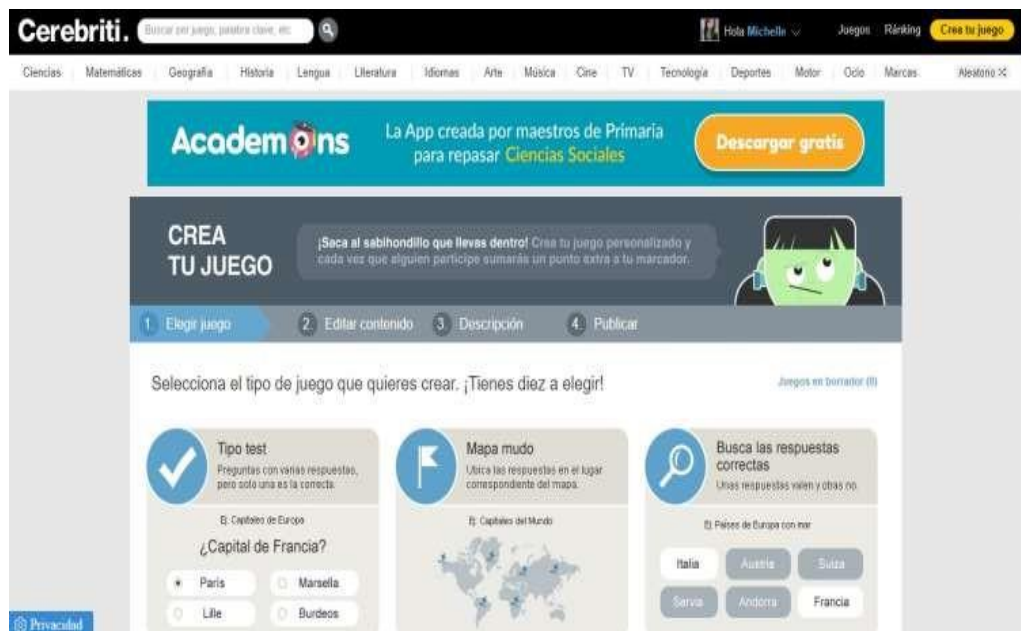 Cerebriti.
Buscar por juego, palabra clave, etc
Hola Michelle
Juegos
Ránking
Crea tu juego
Ciencias Matemáticas Geografía Historia Lengua Literatura Idiomas Arte Música Cine TV Tecnología Deportes Motor Ocio Marcas Aleatorio
Academons
La App creada por maestros de Primaria
para repasar Ciencias Sociales
Descargar gratis
CREA
TU JUEGO
¡Saca al sabihondillo que llevas dentro! Crea tu juego personalizado y
cada vez que alguien participe sumarás un punto extra a tu marcador.
1 Elegir juego
2 Editar contenido
3 Descripción
4 Publicar
Selecciona el tipo de juego que quieres crear. ¡Tienes diez a elegir!
Juegos en borrador (0)
Tipo test
Preguntas con varias respuestas,
pero solo una es la correcta.
Ej: Capitales de Europa
¿Capital de Francia?
París
Marsella
Lille
Burdeos
Mapa mudo
Ubica las respuestas en el lugar
correspondiente del mapa.
Ej: Capitales del Mundo
Busca las respuestas
correctas
Unas respuestas valen y otras no.
Ej: Países de Europa con mar
Italia
Austria
Suiza
Servia
Andorra
Francia
Privacidad